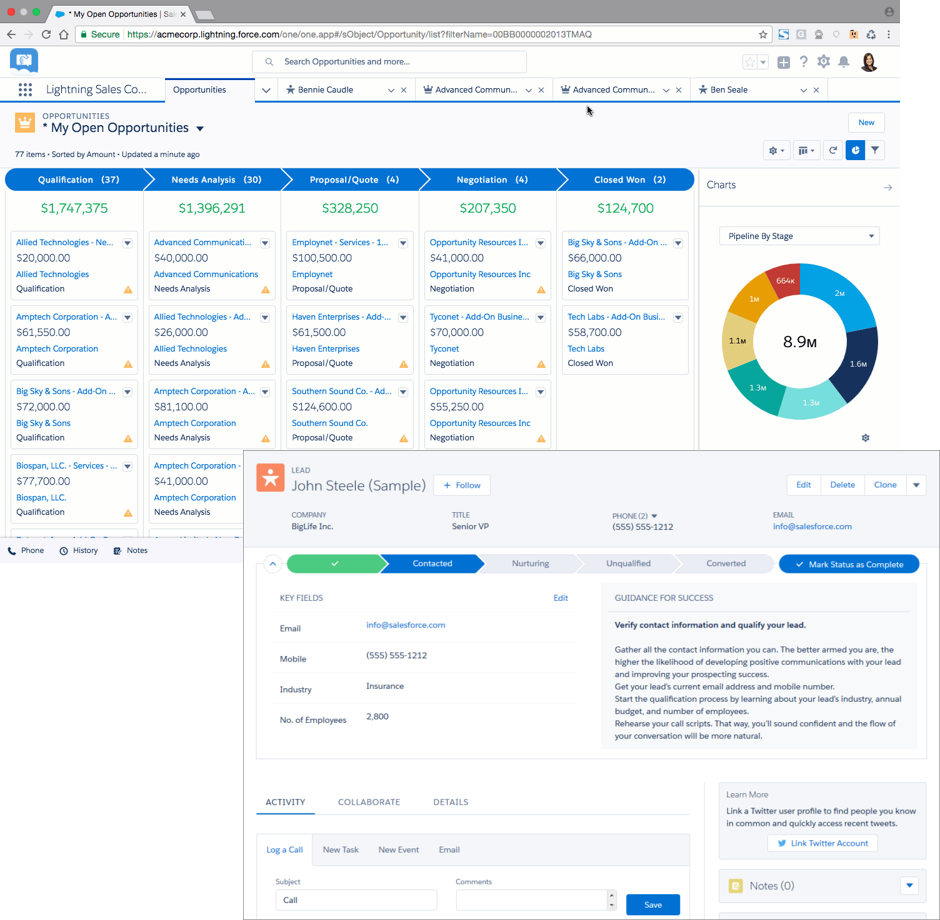 * My Open Opportunities | Sal
Secure https://acmecorp.lightning.force.com/one/one.app#/sObject/Opportunity/list?filterName=00BB0000002013TMAQ
Search Opportunities and more...
Lightning Sales Co... Opportunities Bennie Caudle Advanced Commun... Advanced Commun... Ben Seale
OPPORTUNITIES
* My Open Opportunities
New
77 items • Sorted by Amount • Updated a minute ago
Qualification (37) Needs Analysis (30) Proposal/Quote (4) Negotiation (4) Closed Won (2)
$1,747,375 $1,396,291 $328,250 $207,350 $124,700
Charts
Pipeline By Stage
Allied Technologies - Ne... Advanced Communicati... Employnet - Services - 1... Opportunity Resources I... Big Sky & Sons - Add-On ...
$20,000.00 $40,000.00 $100,500.00 $41,000.00 $66,000.00
Allied Technologies Advanced Communications Employnet Opportunity Resources Inc Big Sky & Sons
Qualification Needs Analysis Proposal/Quote Negotiation Closed Won
Amptech Corporation - A... Allied Technologies - Ad... Haven Enterprises - Add-... Tyconet - Add-On Busine... Tech Labs - Add-On Busi...
$61,550.00 $26,000.00 $61,500.00 $70,000.00 $58,700.00
Amptech Corporation Allied Technologies Haven Enterprises Tyconet Tech Labs
Qualification Needs Analysis Proposal/Quote Negotiation Closed Won
Big Sky & Sons - Add-On ... Amptech Corporation - A... Southern Sound Co. - Ad... Opportunity Resources I...
$72,000.00 $81,100.00 $124,600.00 $55,250.00
Big Sky & Sons Amptech Corporation Southern Sound Co. Opportunity Resources Inc
Qualification Needs Analysis Proposal/Quote Negotiation
Biospan, LLC. - Services - ... Amptech Corporation -
$77,700.00 $41,000.00
Biospan, LLC. Amptech Corporation
Qualification Needs Analysis
664K
2M
1M
1.1M
8.9M
1.6M
1.3M
1.3M
Phone History Notes
LEAD
John Steele (Sample)
+ Follow
Edit Delete Clone
COMPANY TITLE PHONE (2) EMAIL
BigLife Inc. Senior VP (555) 555-1212 info@salesforce.com
Contacted Nurturing Unqualified Converted Mark Status as Complete
KEY FIELDS Edit
Email info@salesforce.com
Mobile (555) 555-1212
Industry Insurance
No. of Employees 2,800
GUIDANCE FOR SUCCESS
Verify contact information and qualify your lead.
Gather all the contact information you can. The better armed you are, the
higher the likelihood of developing positive communications with your lead
and improving your prospecting success.
Get your lead's current email address and mobile number.
Start the qualification process by learning about your lead's industry, annual
budget, and number of employees.
Rehearse your call scripts. That way, you'll sound confident and the flow of
your conversation will be more natural.
ACTIVITY COLLABORATE DETAILS
Log a Call New Task New Event Email
Subject Comments
Call
Save
Learn More
Link a Twitter user profile to find people you know
in common and quickly access recent tweets.
Link Twitter Account
Notes (0)